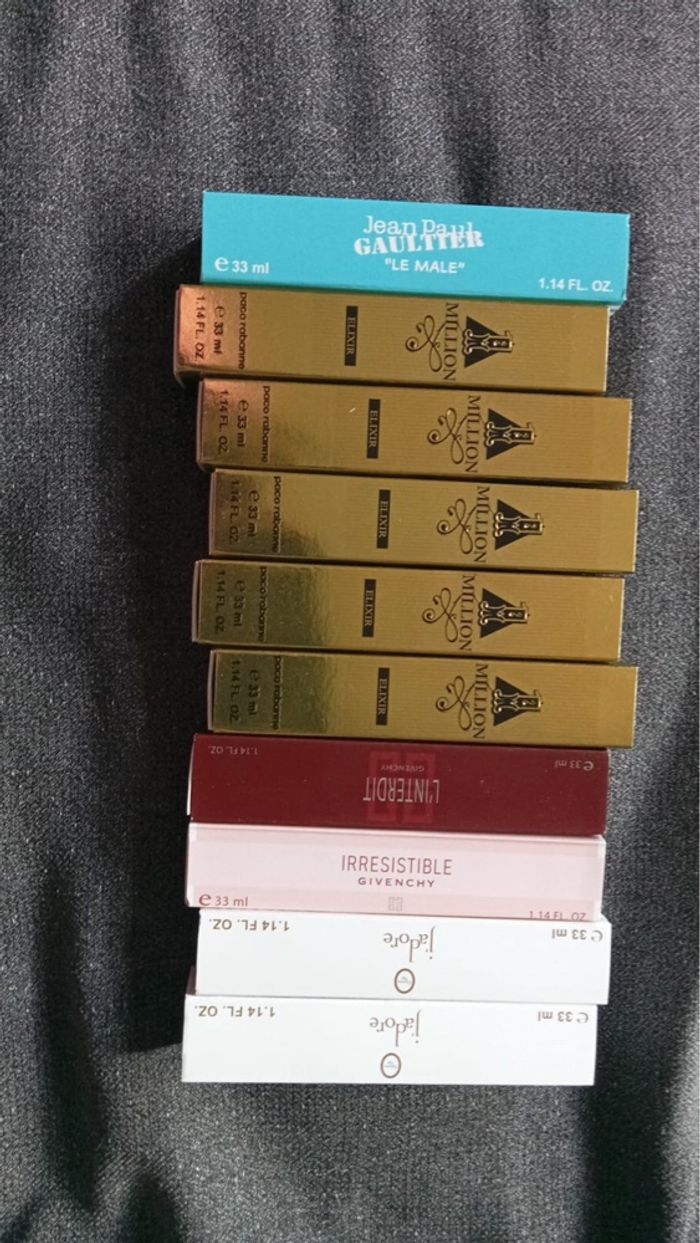 Jean Paul
GAULTIER
"LE MALE"
e 33 ml
1.14 FL. OZ.
1
MILLION
ELIXIR
paco rabanne
e 33 ml
1.14 FL. OZ.
1
MILLION
ELIXIR
paco rabanne
e 33 ml
1.14 FL. OZ.
1
MILLION
ELIXIR
paco rabanne
e 33 ml
1.14 FL. OZ.
1
MILLION
ELIXIR
paco rabanne
e 33 ml
1.14 FL. OZ.
1
MILLION
ELIXIR
paco rabanne
e 33 ml
1.14 FL. OZ.
L'INTERDIT
GIVENCHY
e 33 ml
1.14 FL. OZ.
IRRESISTIBLE
GIVENCHY
e 33 ml
1.14 FL. OZ.
j'adore
e 33 ml
1.14 FL. OZ.
j'adore
e 33 ml
1.14 FL. OZ.